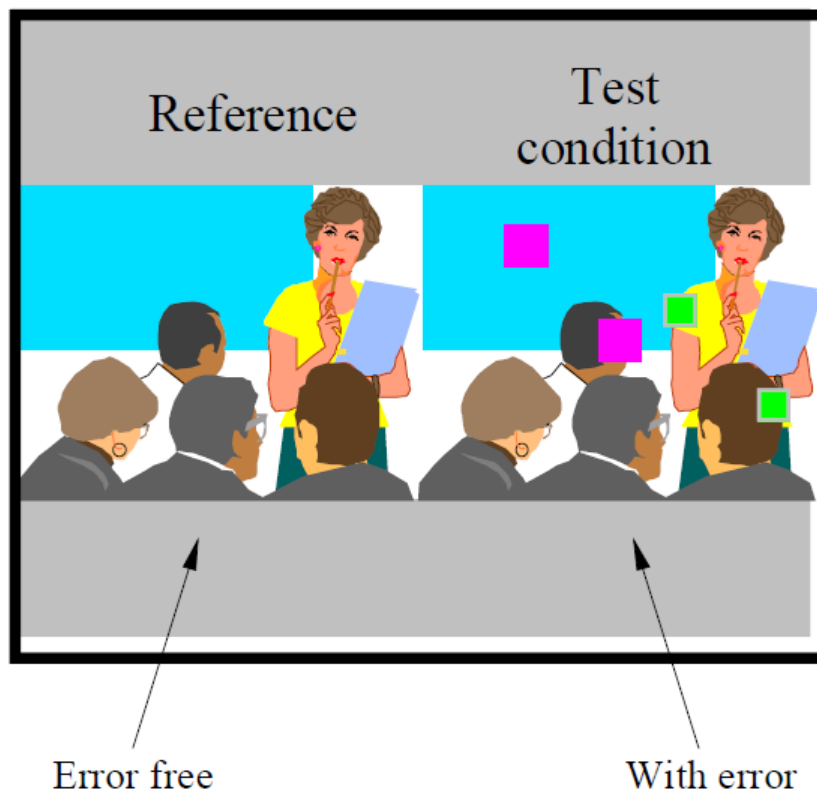 Reference
Test
condition
Error free
With error